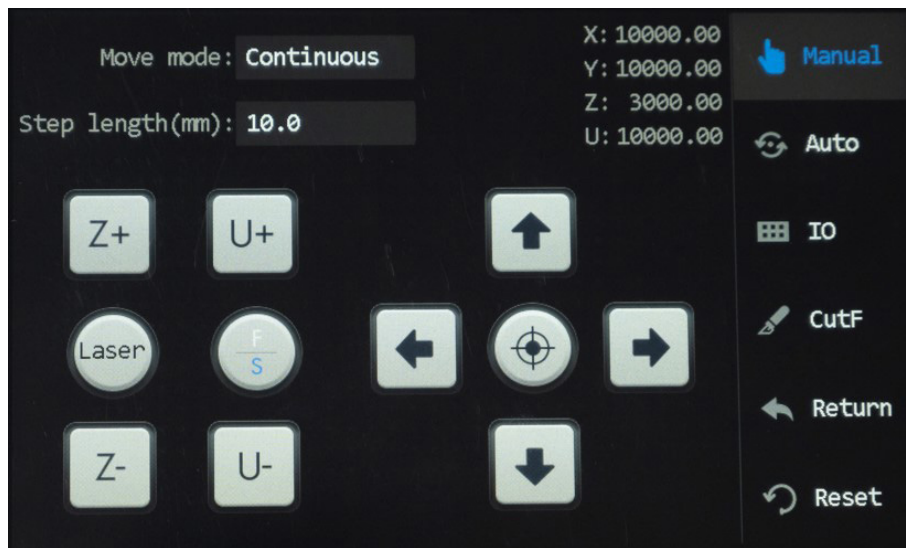 Move mode: Continuous
Step length(mm): 10.0
X: 10000.00
Y: 10000.00
Z: 3000.00
U: 10000.00
Z+
U+
Laser
F
S
Z-
U-
Manual
Auto
IO
CutF
Return
Reset